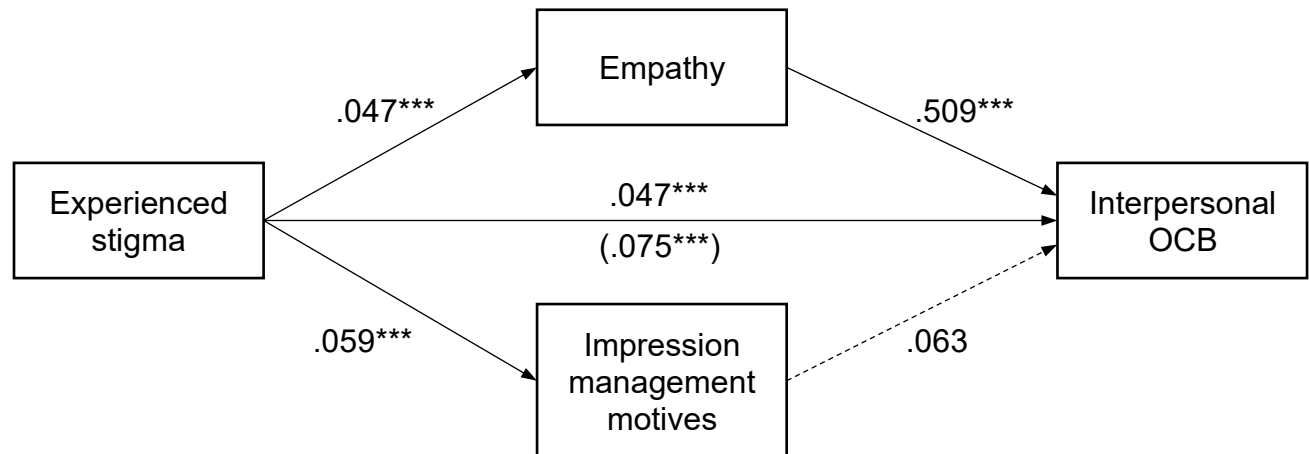 Empathy
.047***
.509***
Experienced
stigma
.047***
(.075***)
Interpersonal
OCB
.059***
Impression
management
motives
.063